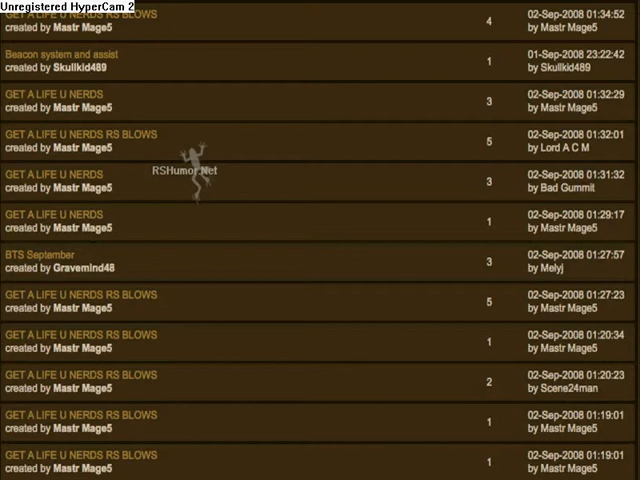 Unregistered HyperCam 2
GET A LIFE U NERDS RS BLOWS
created by Mastr Mage5
4
02-Sep-2008 01:34:52
by Mastr Mage5
Beacon system and assist
created by Skullkid489
1
01-Sep-2008 23:22:42
by Skullkid489
GET A LIFE U NERDS
created by Mastr Mage5
3
02-Sep-2008 01:32:29
by Mastr Mage5
GET A LIFE U NERDS RS BLOWS
created by Mastr Mage5
5
02-Sep-2008 01:32:01
by Lord A C M
RSHumor.Net
GET A LIFE U NERDS
created by Mastr Mage5
3
02-Sep-2008 01:31:32
by Bad Gummit
GET A LIFE U NERDS
created by Mastr Mage5
1
02-Sep-2008 01:29:17
by Mastr Mage5
BTS September
created by Gravemind48
3
02-Sep-2008 01:27:57
by Melyj
GET A LIFE U NERDS RS BLOWS
created by Mastr Mage5
5
02-Sep-2008 01:27:23
by Mastr Mage5
GET A LIFE U NERDS RS BLOWS
created by Mastr Mage5
1
02-Sep-2008 01:20:34
by Mastr Mage5
GET A LIFE U NERDS RS BLOWS
created by Mastr Mage5
2
02-Sep-2008 01:20:23
by Scene24man
GET A LIFE U NERDS RS BLOWS
created by Mastr Mage5
1
02-Sep-2008 01:19:01
by Mastr Mage5
GET A LIFE U NERDS RS BLOWS
created by Mastr Mage5
1
02-Sep-2008 01:19:01
by Mastr Mage5